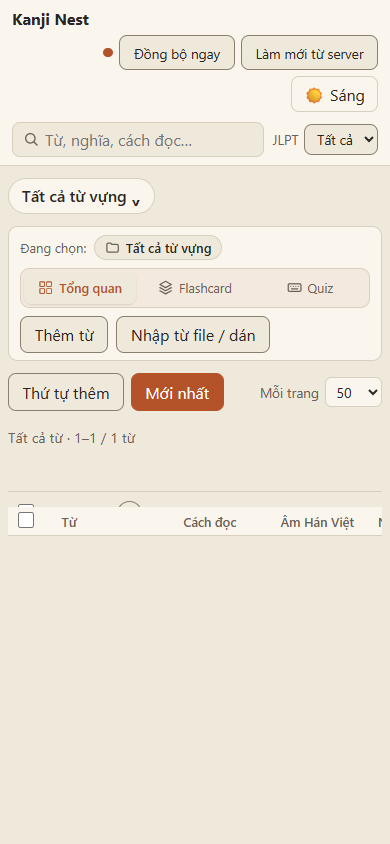 Kanji Nest
Đồng bộ ngay
Làm mới từ server
Sáng
Từ, nghĩa, cách đọc...
JLPT
Tất cả
Tất cả từ vựng
Đang chọn:
Tất cả từ vựng
Tổng quan
Flashcard
Quiz
Thêm từ
Nhập từ file / dán
Thứ tự thêm
Mới nhất
Mỗi trang
50
Tất cả từ · 1–1 / 1 từ
Từ
Cách đọc
Âm Hán Việt